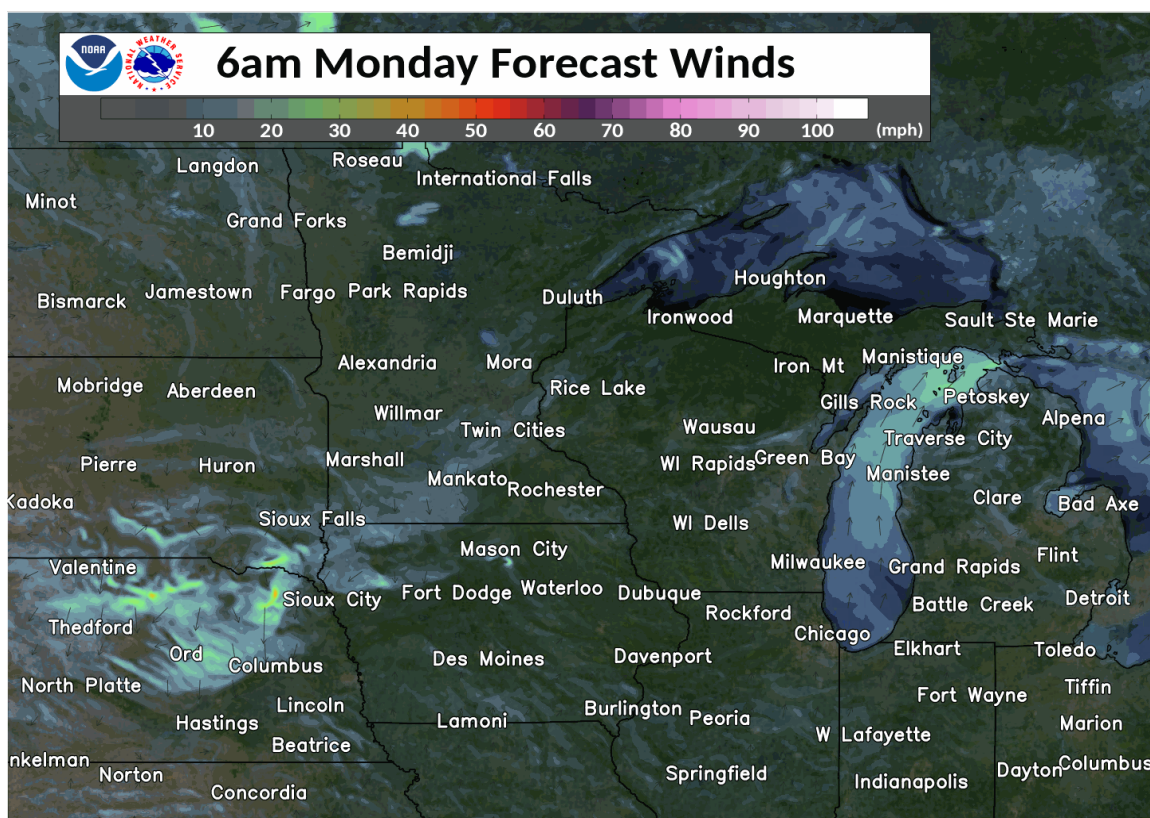 NOAA
NATIONAL WEATHER SERVICE
6am Monday Forecast Winds
10 20 30 40 50 60 70 80 90 100 (mph)
Langdon Roseau International Falls
Minot Grand Forks
Bemidji
Bismarck Jamestown Fargo Park Rapids Duluth Houghton
Ironwood Marquette Sault Ste Marie
Mobridge Aberdeen Alexandria Mora Rice Lake Iron Mt Manistique
Willmar Gills Rock Petoskey
Twin Cities Wausau Traverse City Alpena
Pierre Huron Marshall WI Rapids Green Bay
Kadoka Mankato Rochester Manistee Clare Bad Axe
Sioux Falls WI Dells
Valentine Mason City Milwaukee Grand Rapids Flint
Sioux City Fort Dodge Waterloo Dubuque Battle Creek Detroit
Thedford Rockford Chicago
Ord Columbus Des Moines Davenport Elkhart Toledo
North Platte Fort Wayne Tiffin
Hastings Lincoln Lamoni Burlington Peoria Marion
Beatrice W Lafayette
nkelman Norton Springfield Indianapolis Dayton Columbus
Concordia